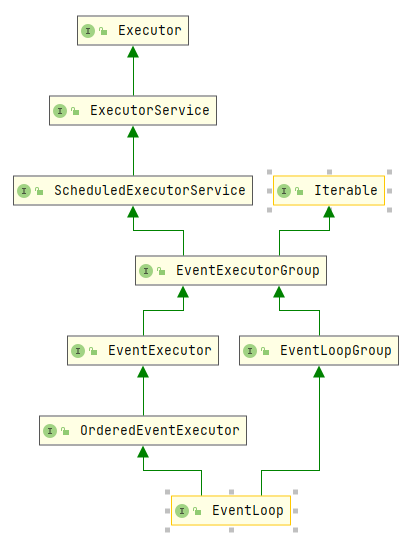 Executor
ExecutorService
ScheduledExecutorService
Iterable
EventExecutorGroup
EventExecutor
EventLoopGroup
OrderedEventExecutor
EventLoop